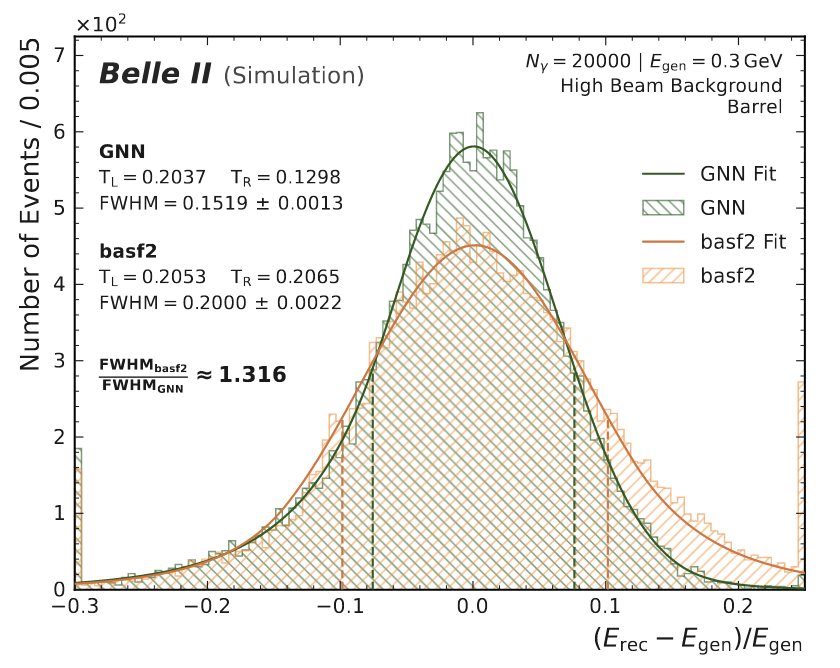 ×10²
Belle II (Simulation)
N_γ = 20000 | E_gen = 0.3 GeV
High Beam Background
Barrel
GNN
T_L = 0.2037 T_R = 0.1298
FWHM = 0.1519 ± 0.0013
basf2
T_L = 0.2053 T_R = 0.2065
FWHM = 0.2000 ± 0.0022
FWHM_basf2 / FWHM_GNN ≈ 1.316
GNN Fit
GNN
basf2 Fit
basf2
Number of Events / 0.005
7
6
5
4
3
2
1
0
−0.3 −0.2 −0.1 0.0 0.1 0.2
(E_rec − E_gen)/E_gen